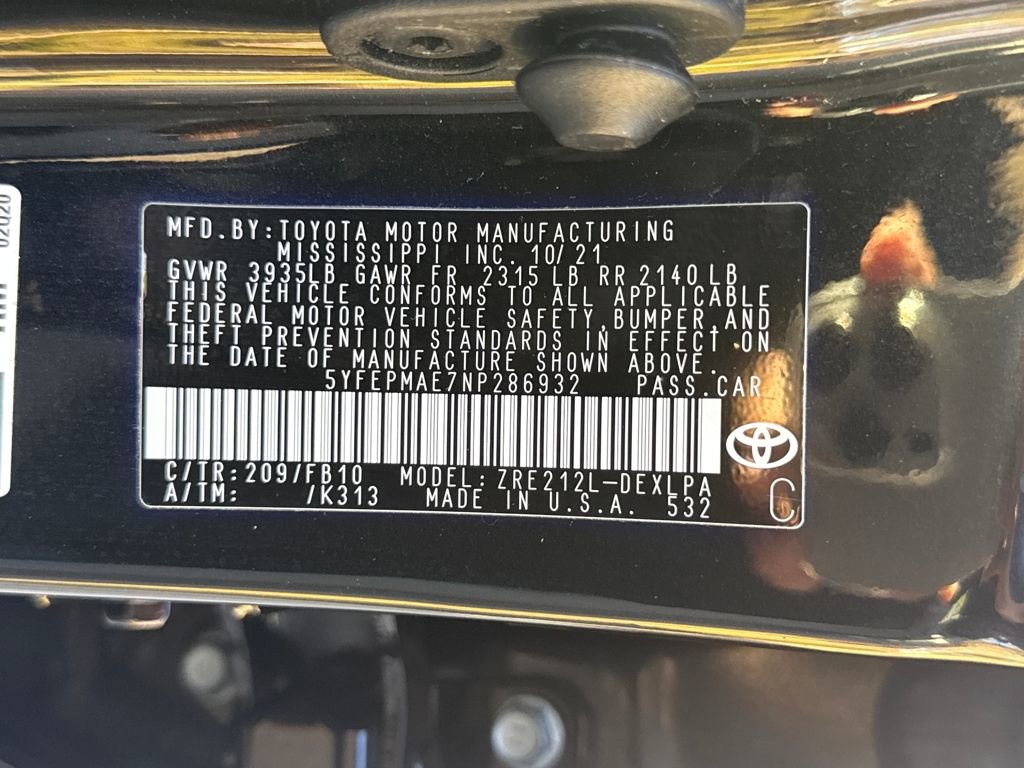 MFD.BY:TOYOTA MOTOR MANUFACTURING
MISSISSIPPI INC. 10/21
GVWR 3935LB GAWR FR 2315 LB RR 2140 LB
THIS VEHICLE CONFORMS TO ALL APPLICABLE
FEDERAL MOTOR VEHICLE SAFETY,BUMPER,AND
THEFT PREVENTION STANDARDS IN EFFECT ON
THE DATE OF MANUFACTURE SHOWN ABOVE.
5YFEPMAE7NP286932 PASS.CAR
C/TR:209/FB10 MODEL:ZRE212L-DEXLPA
A/TM: /K313 MADE IN U.S.A. 532
C